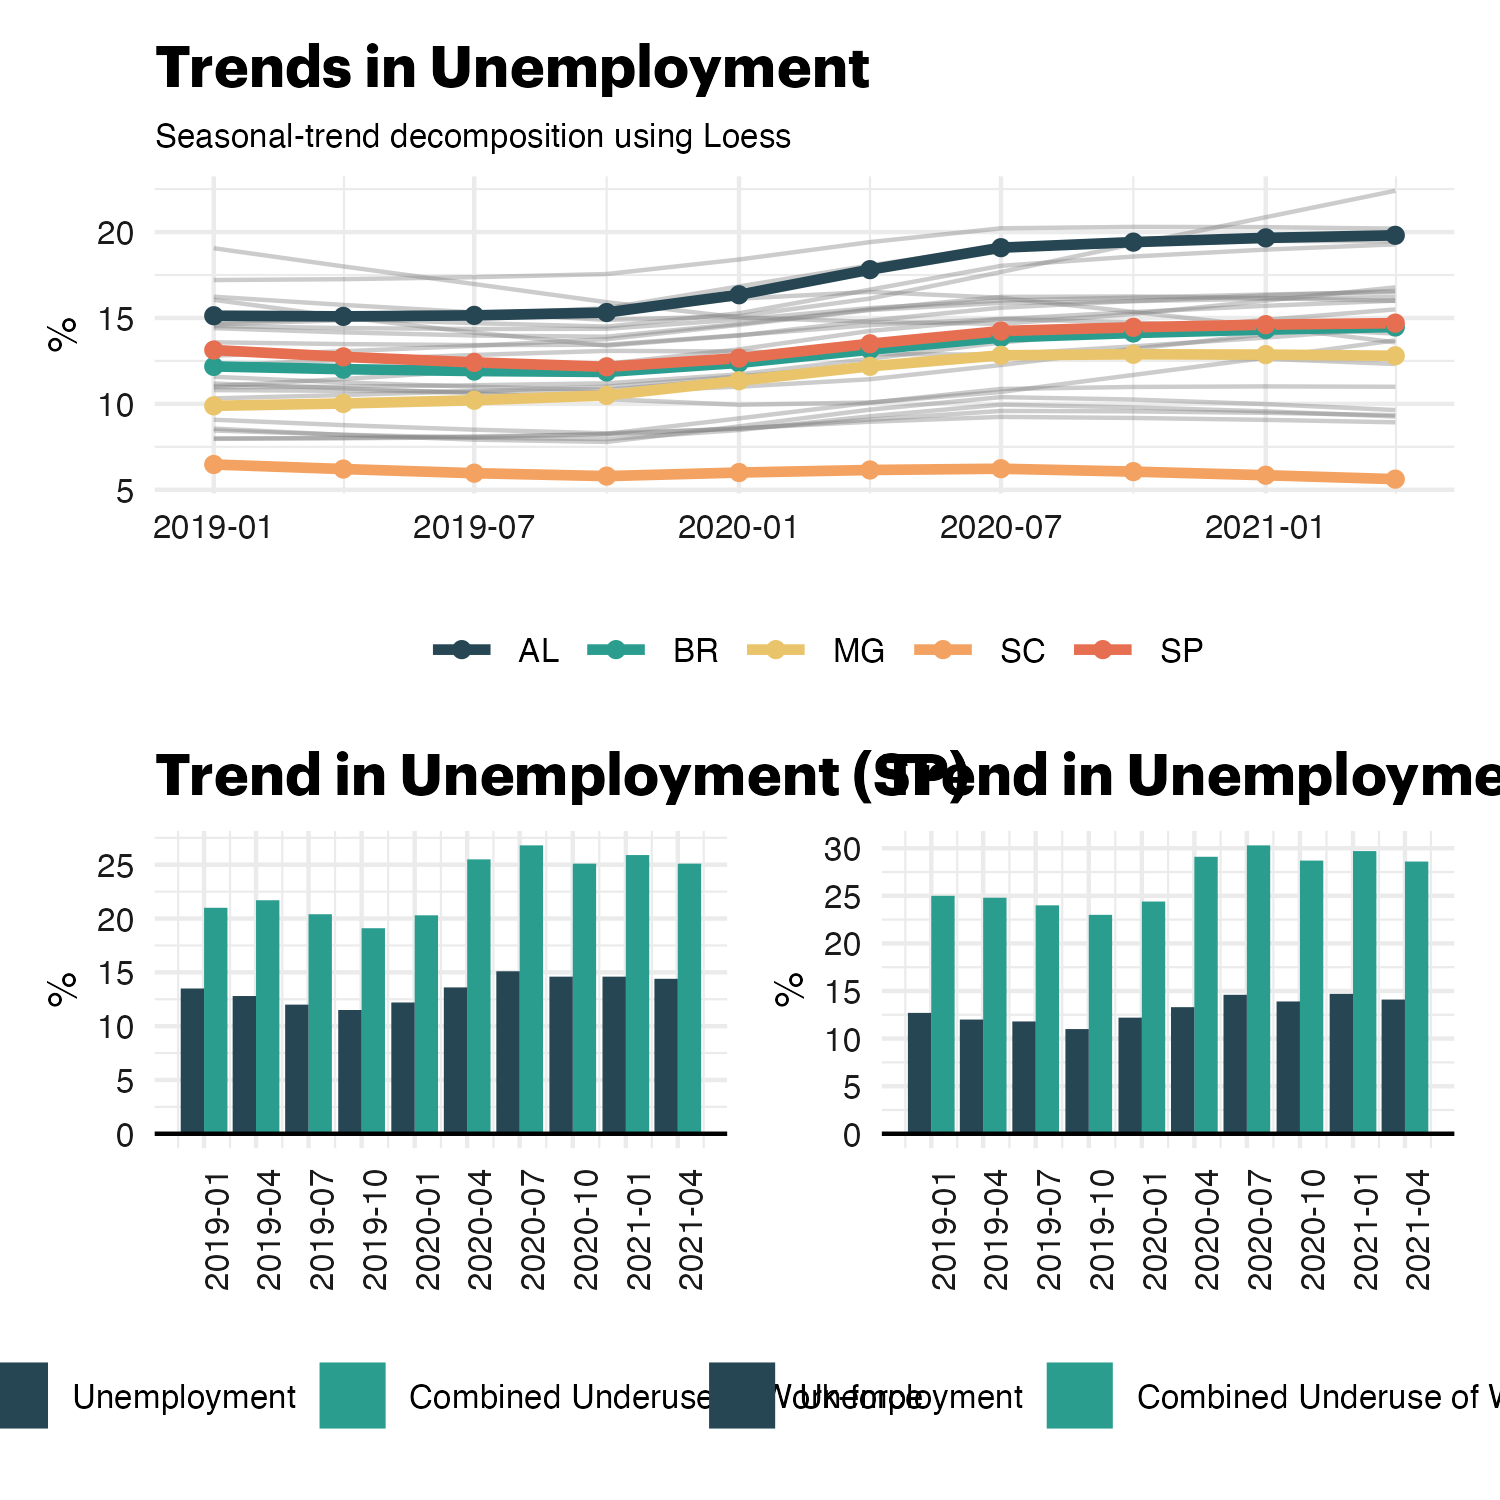 Trends in Unemployment
Seasonal-trend decomposition using Loess
%
20
15
10
5
2019-01 2019-07 2020-01 2020-07 2021-01
AL BR MG SC SP
Trend in Unemployment (SP)
%
25
20
15
10
5
0
2019-01 2019-04 2019-07 2019-10 2020-01 2020-04 2020-07 2020-10 2021-01 2021-04
Trend in Unemployme
%
30
25
20
15
10
5
0
2019-01 2019-04 2019-07 2019-10 2020-01 2020-04 2020-07 2020-10 2021-01 2021-04
Unemployment Combined Underuse Work-force
Unemployment Combined Underuse of W